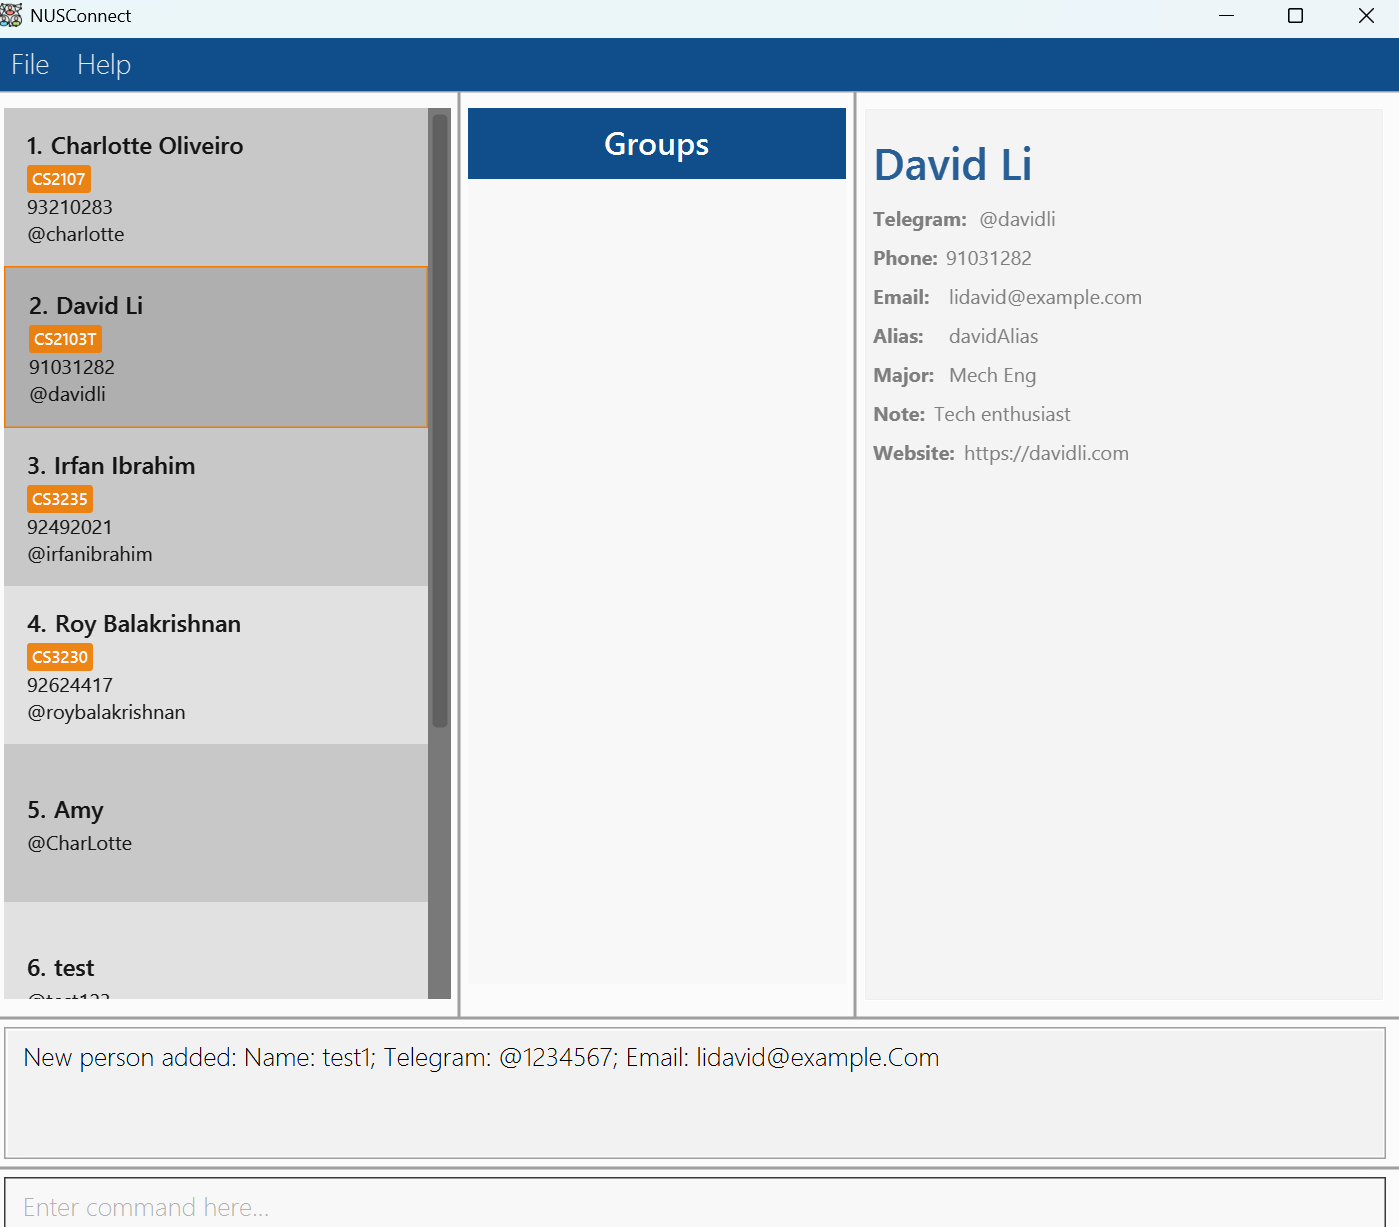 NUSConnect
File Help
1. Charlotte Oliveiro
CS2107
93210283
@charlotte
2. David Li
CS2103T
91031282
@davidli
3. Irfan Ibrahim
CS3235
92492021
@irfanibrahim
4. Roy Balakrishnan
CS3230
92624417
@roybalakrishnan
5. Amy
@CharLotte
6. test
@test123
Groups
David Li
Telegram: @davidli
Phone: 91031282
Email: lidavid@example.com
Alias: davidAlias
Major: Mech Eng
Note: Tech enthusiast
Website: https://davidli.com
New person added: Name: test1; Telegram: @1234567; Email: lidavid@example.Com
Enter command here...